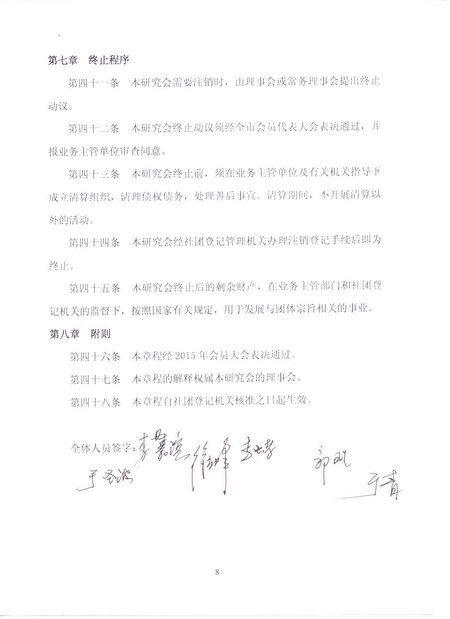 第七章 终止程序
第四十一条 本研究会需要注销时，由理事会或常务理事会提出终止
动议。
第四十二条 本研究会终止动议须经全市会员代表大会表决通过，并
报业务主管单位审查同意。
第四十三条 本研究会终止前，须在业务主管单位及有关机关指导下
成立清算组织，清理债权债务，处理善后事宜。清算期间，不开展清算以
外的活动。
第四十四条 本研究会经社团登记管理机关办理注销登记手续后即为
终止。
第四十五条 本研究会终止后的剩余财产，在业务主管部门和社团登
记机关的监督下，按照国家有关规定，用于发展与团体宗旨相关的事业。
第八章 附则
第四十六条 本章程经 2015 年会员大会表决通过。
第四十七条 本章程的解释权属本研究会的理事会。
第四十八条 本章程自社团登记机关核准之日起生效。
全体人员签字：
于青
8